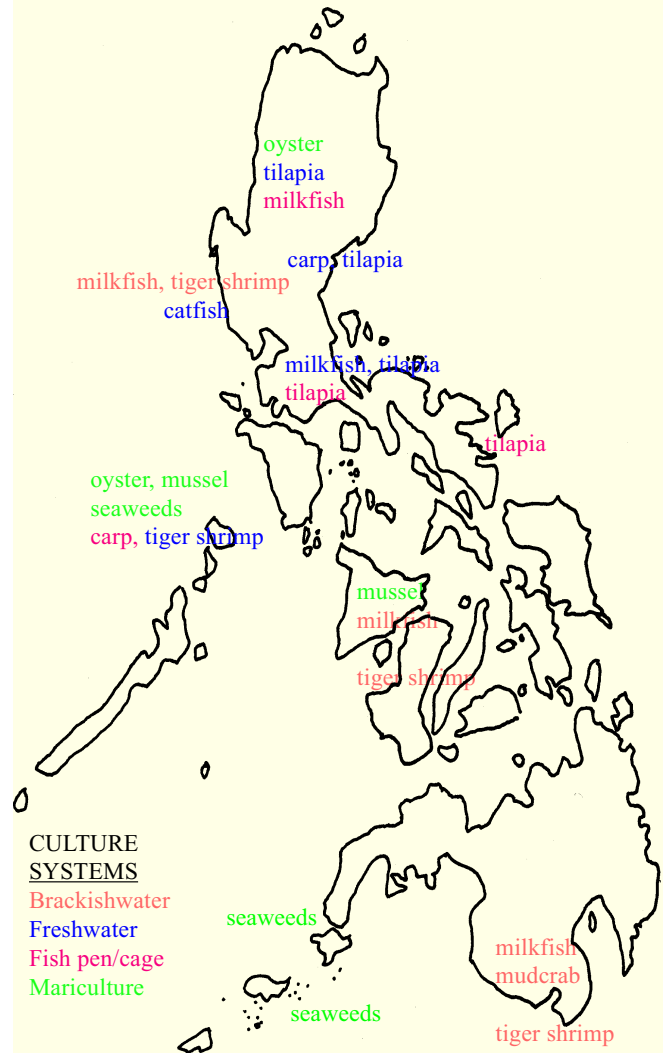 oyster
tilapia
milkfish
carp, tilapia
milkfish, tiger shrimp
catfish
milkfish, tilapia
tilapia
tilapia
oyster, mussel
seaweeds
carp, tiger shrimp
mussel
milkfish
tiger shrimp
CULTURE
SYSTEMS
Brackishwater
Freshwater
Fish pen/cage
Mariculture
seaweeds
seaweeds
milkfish
mudcrab
tiger shrimp